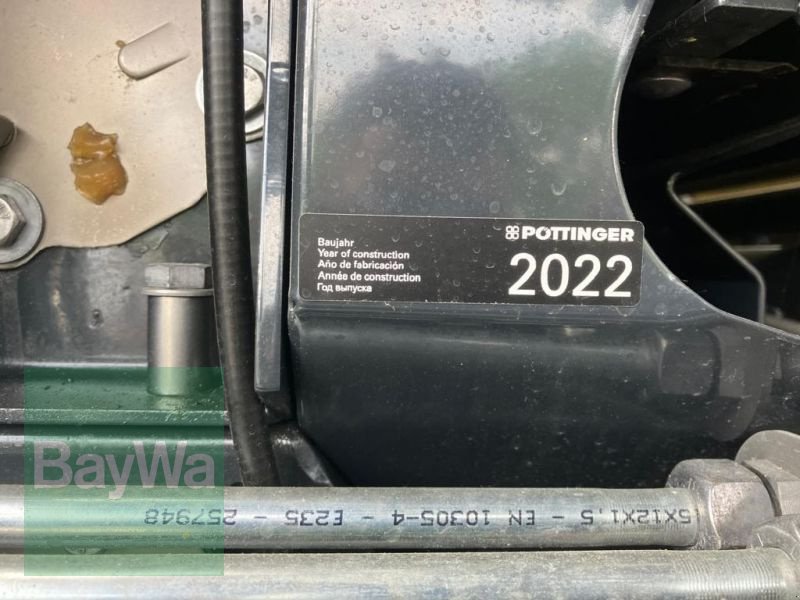 PÖTTINGER
Baujahr
Year of construction
Año de fabricación
Année de construction
Год выпуска
2022
BayWa
5X12X1,5 - EN 10305-4 - E235 - 257948